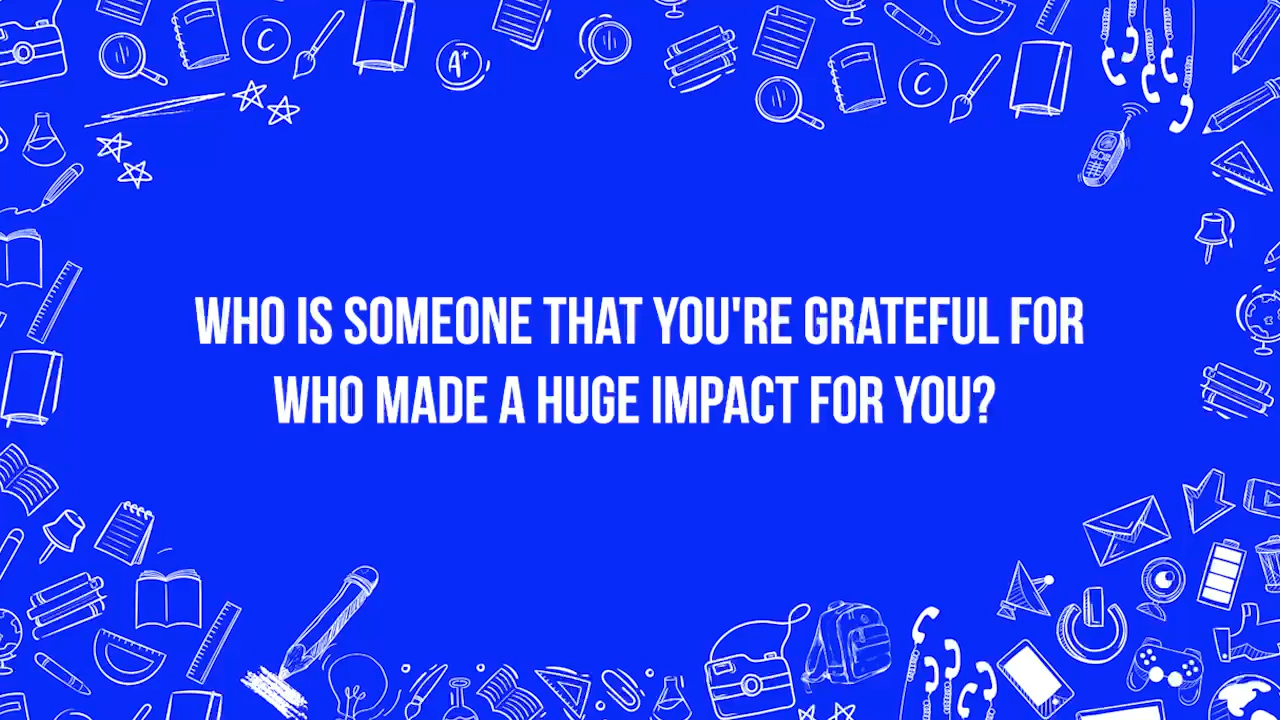 C
A+
C
WHO IS SOMEONE THAT YOU'RE GRATEFUL FOR
WHO MADE A HUGE IMPACT FOR YOU?